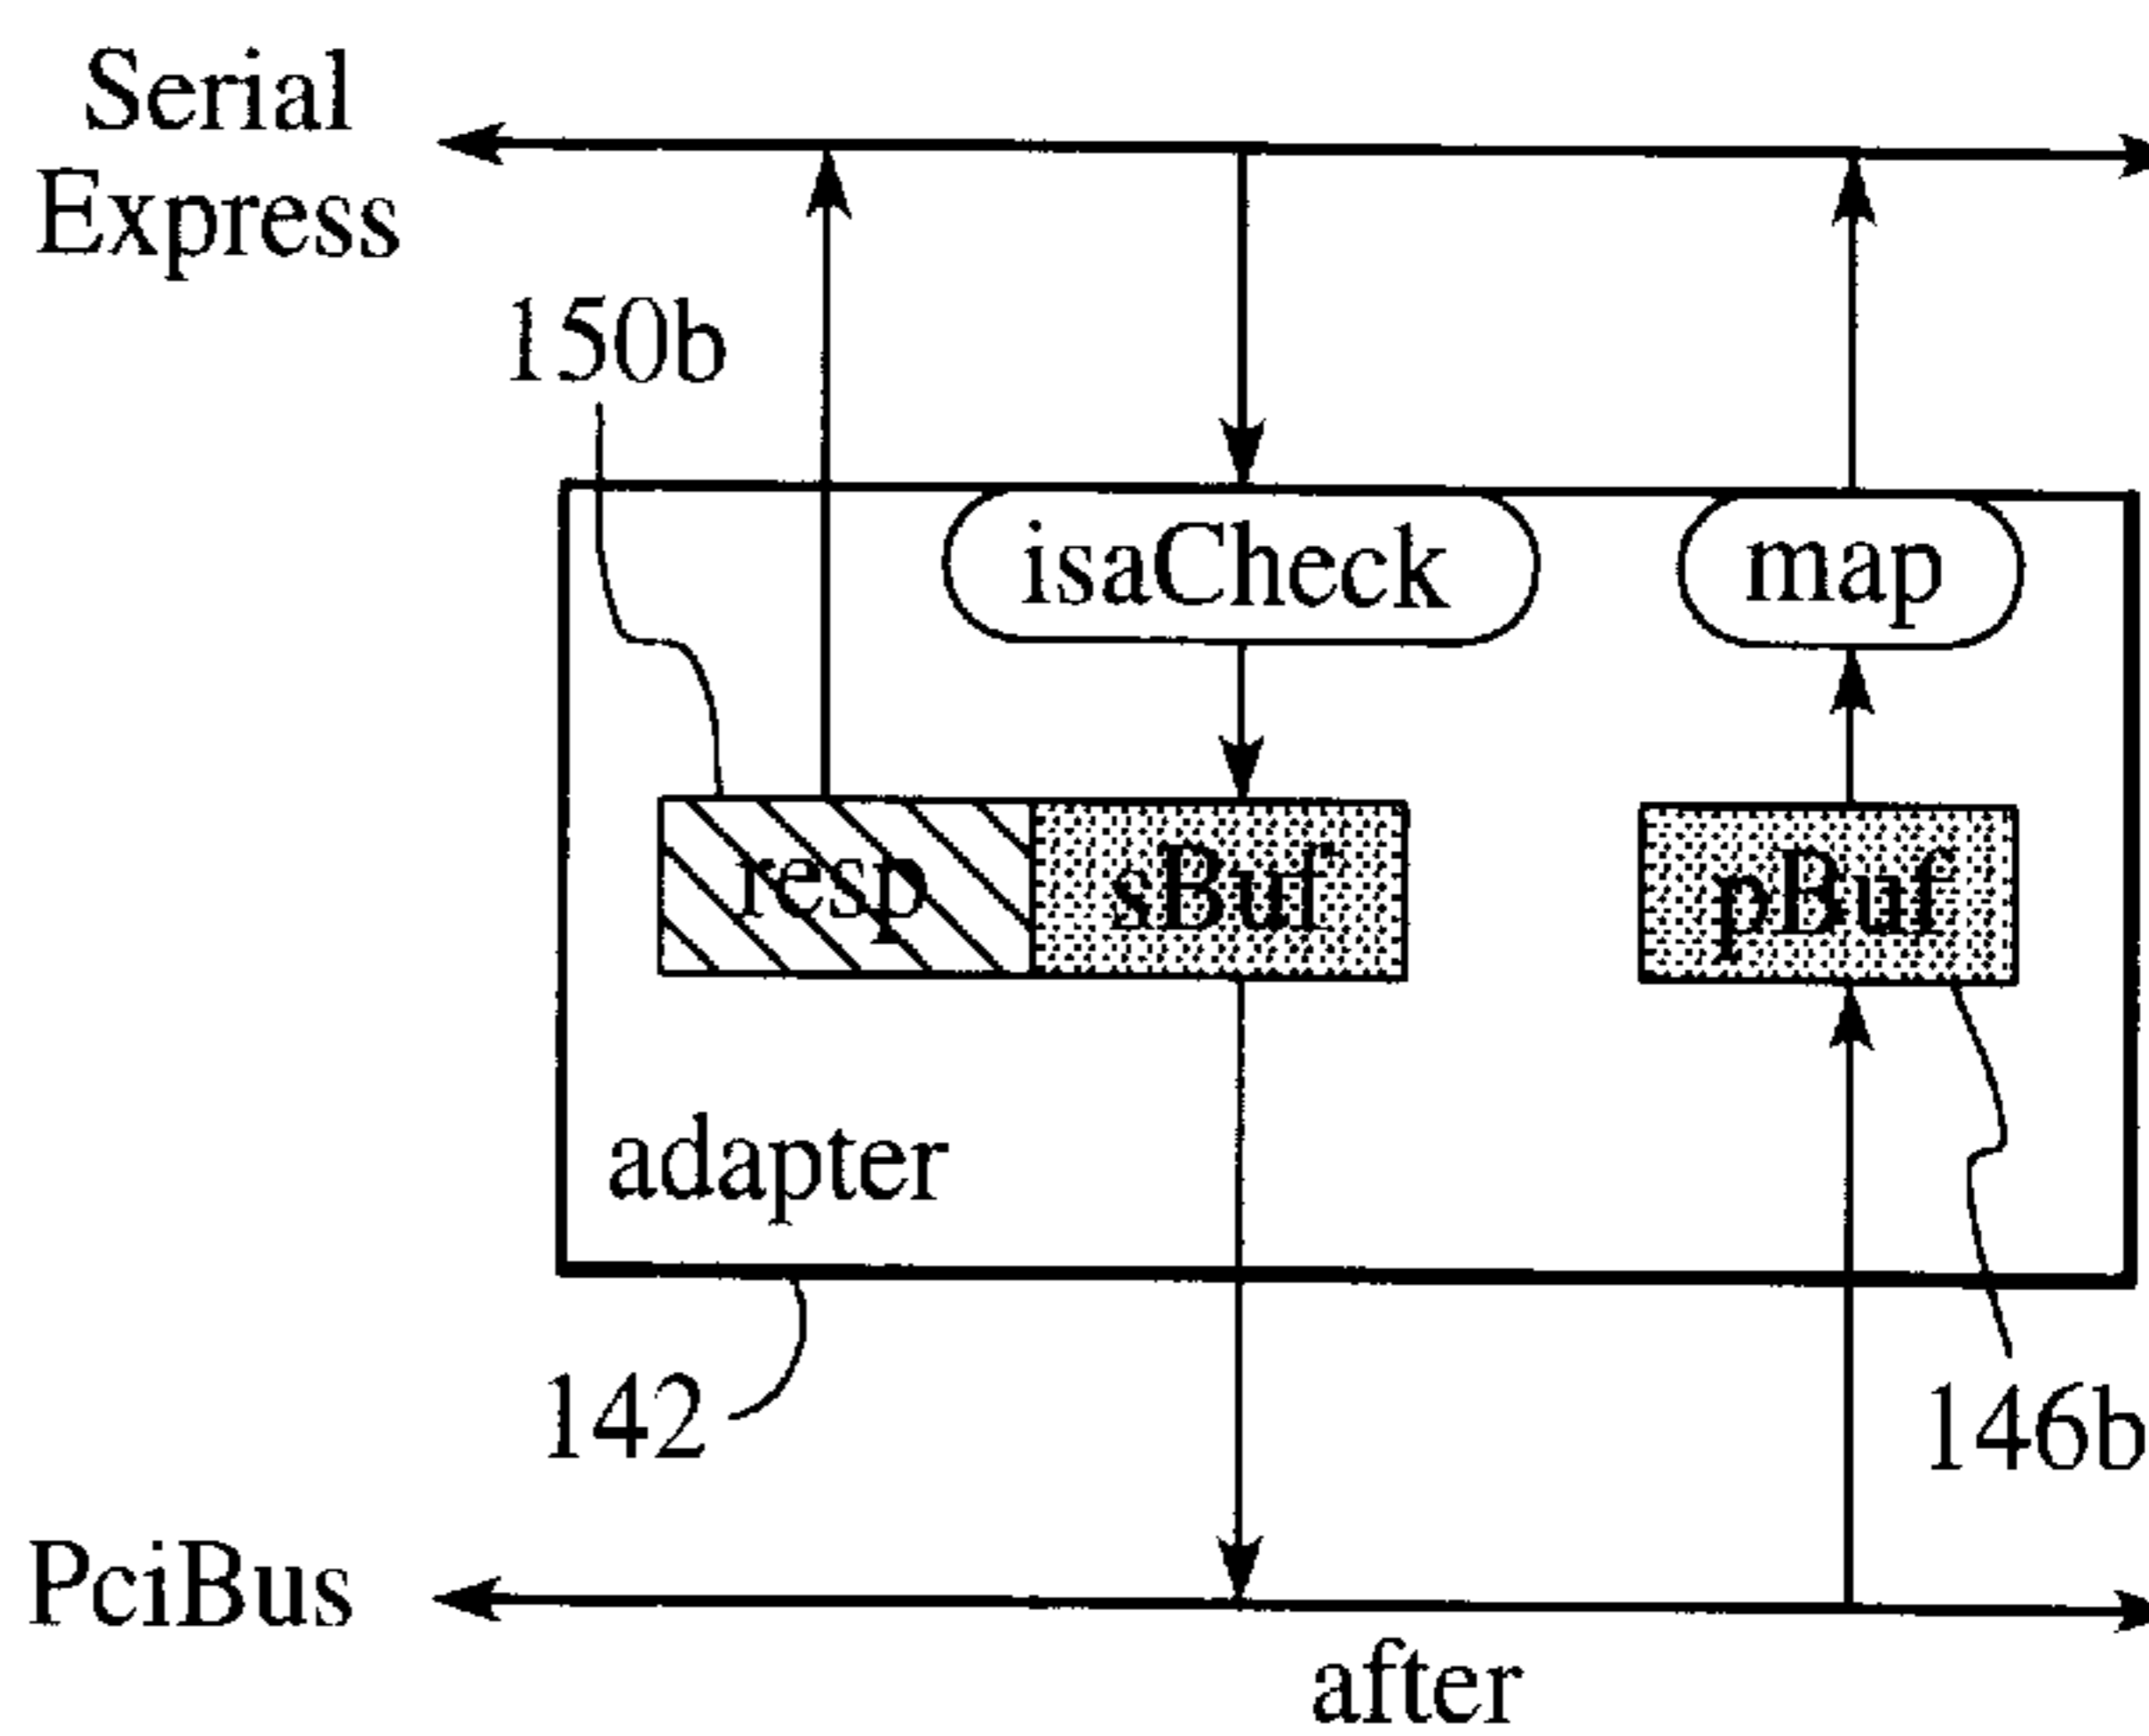 Serial
Express
150b
isaCheck
map
resp
sBuf
pBuf
adapter
142
146b
PciBus
after